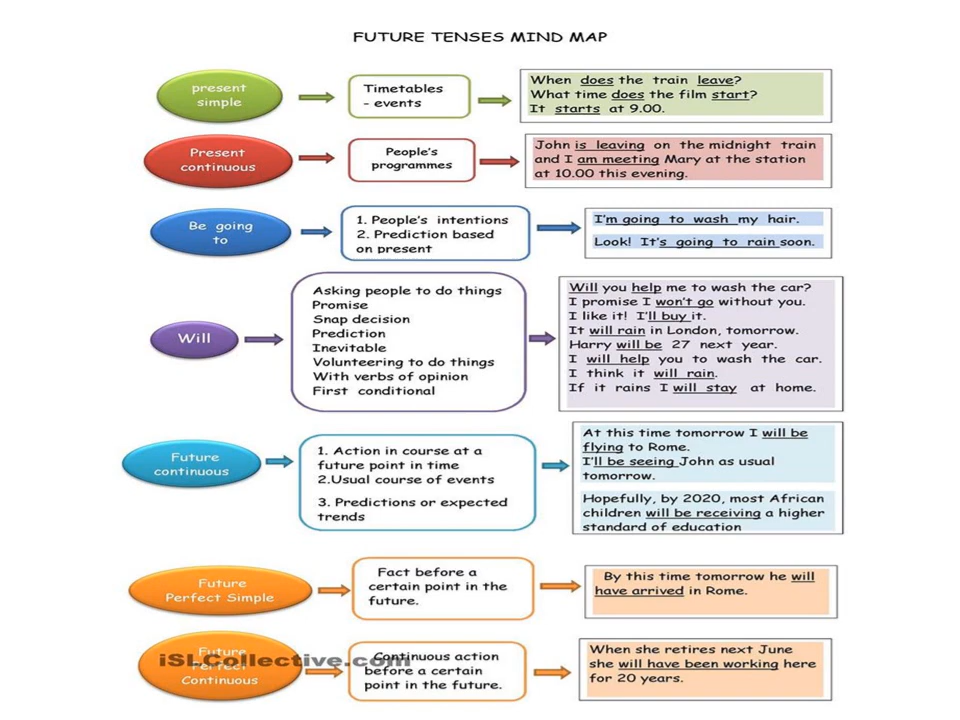 FUTURE TENSES MIND MAP
present
simple
Timetables
- events
When does the train leave?
What time does the film start?
It starts at 9.00.
Present
continuous
People's
programmes
John is leaving on the midnight train
and I am meeting Mary at the station
at 10.00 this evening.
Be going
to
1. People's intentions
2. Prediction based
on present
I'm going to wash my hair.
Look! It's going to rain soon.
Will
Asking people to do things
Promise
Snap decision
Prediction
Inevitable
Volunteering to do things
With verbs of opinion
First conditional
Will you help me to wash the car?
I promise I won't go without you.
I like it! I'll buy it.
It will rain in London, tomorrow.
Harry will be 27 next year.
I will help you to wash the car.
I think it will rain.
If it rains I will stay at home.
Future
continuous
1. Action in course at a
future point in time
2.Usual course of events
3. Predictions or expected
trends
At this time tomorrow I will be
flying to Rome.
I'll be seeing John as usual
tomorrow.
Hopefully, by 2020, most African
children will be receiving a higher
standard of education
Future
Perfect Simple
Fact before a
certain point in the
future.
By this time tomorrow he will
have arrived in Rome.
Future
Perfect
Continuous
iSLCollective.com
Continuous action
before a certain
point in the future.
When she retires next June
she will have been working here
for 20 years.